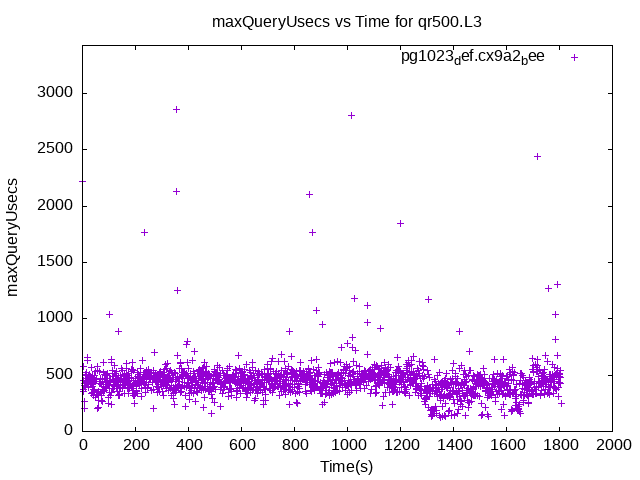 maxQueryUsecs vs Time for qr500.L3
pg1023def.cx9a2bee
3000
2500
2000
1500
1000
500
0
maxQueryUsecs
0 200 400 600 800 1000 1200 1400 1600 1800 2000
Time(s)